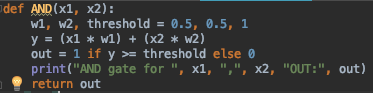 def AND(x1, x2):
    w1, w2, threshold = 0.5, 0.5, 1
    y = (x1 * w1) + (x2 * w2)
    out = 1 if y >= threshold else 0
    print("AND gate for ", x1, ",", x2, "OUT:", out)
    return out